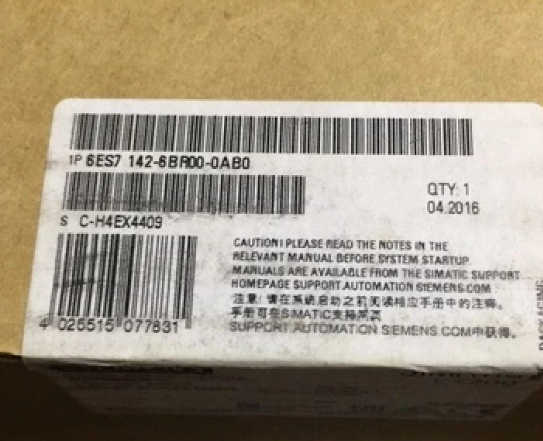 1P 6ES7 142-6BR00-0AB0
QTY: 1
04.2016
S C-H4EX4409
CAUTION! PLEASE READ THE NOTES IN THE
RELEVANT MANUAL BEFORE SYSTEM STARTUP.
MANUALS ARE AVAILABLE FROM THE SIMATIC SUPPORT
HOMEPAGE SUPPORT.AUTOMATION.SIEMENS.COM
注意: 请在系统启动之前阅读相应手册中的注释。
手册可在SIMATIC支持网页
SUPPORT.AUTOMATION.SIEMENS.COM中获得。
4 025515 077831
PACKAGING